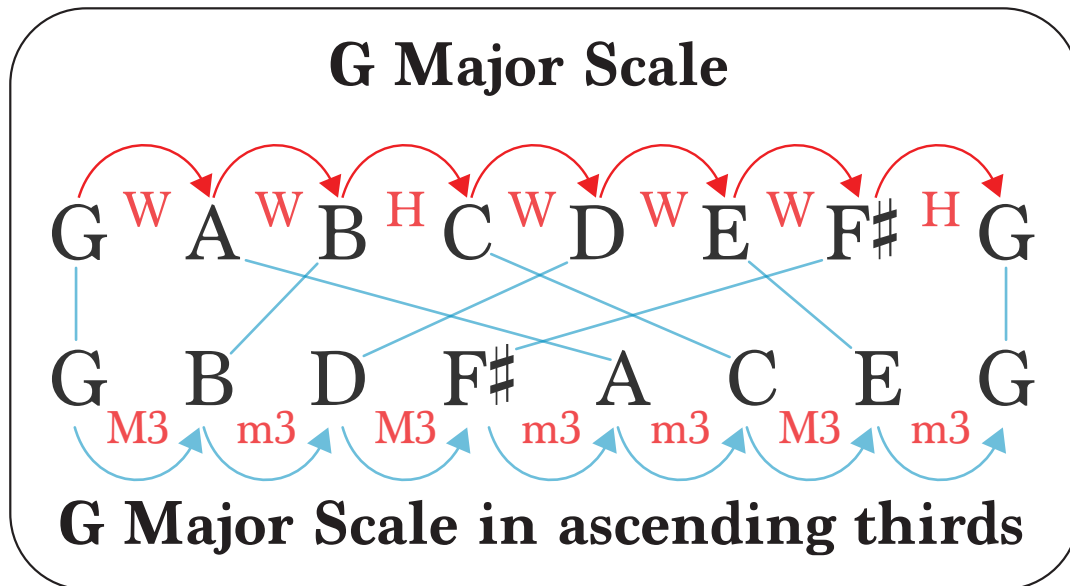 G Major Scale
W W H W W W H
G A B C D E F♯ G
G B D F♯ A C E G
M3 m3 M3 m3 m3 M3 m3
G Major Scale in ascending thirds